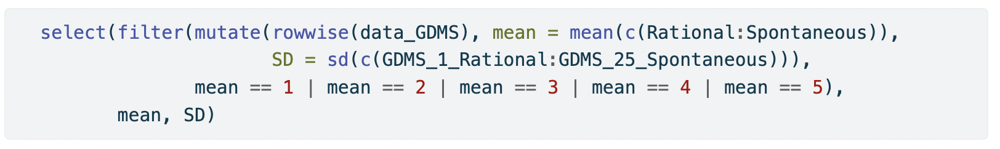 select(filter(mutate(rowwise(data_GDMS), mean = mean(c(Rational:Spontaneous)),
SD = sd(c(GDMS_1_Rational:GDMS_25_Spontaneous))),
mean == 1 | mean == 2 | mean == 3 | mean == 4 | mean == 5),
mean, SD)